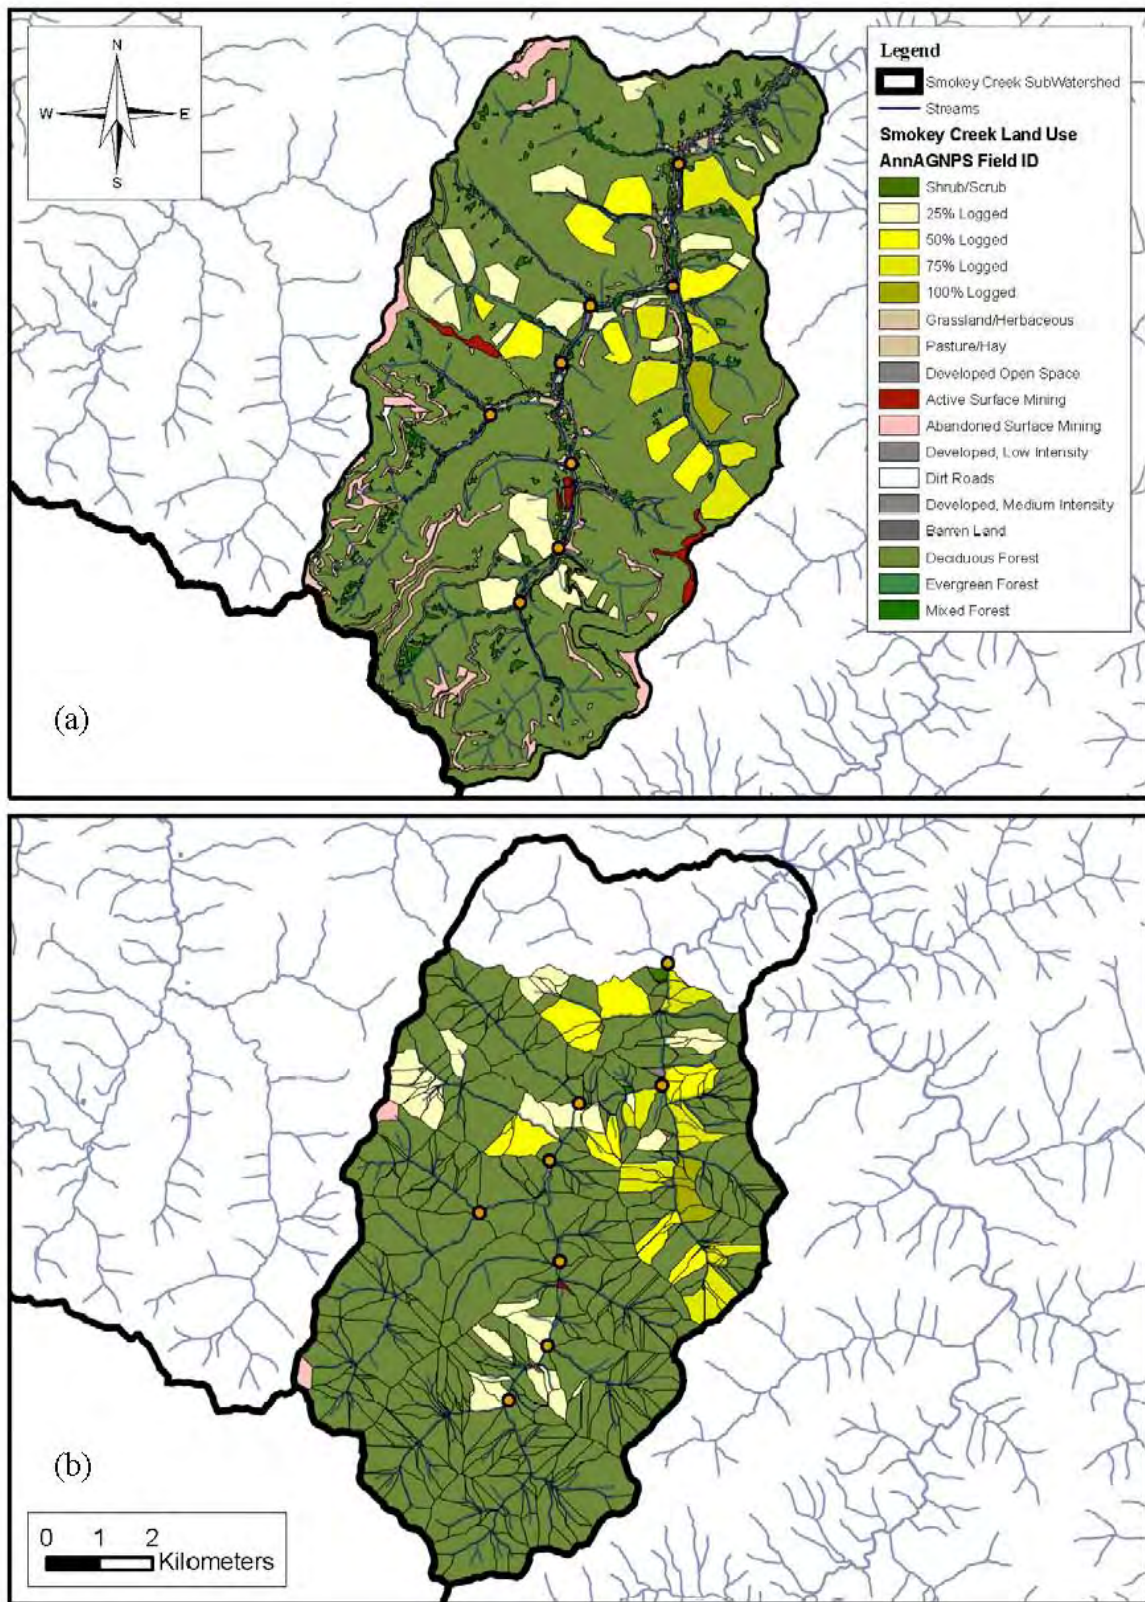 N
W E
S
(a)
Legend
Smokey Creek SubWatershed
Streams
Smokey Creek Land Use
AnnAGNPS Field ID
Shrub/Scrub
25% Logged
50% Logged
75% Logged
100% Logged
Grassland/Herbaceous
Pasture/Hay
Developed Open Space
Active Surface Mining
Abandoned Surface Mining
Developed, Low Intensity
Dirt Roads
Developed, Medium Intensity
Barren Land
Deciduous Forest
Evergreen Forest
Mixed Forest
(b)
0 1 2
Kilometers